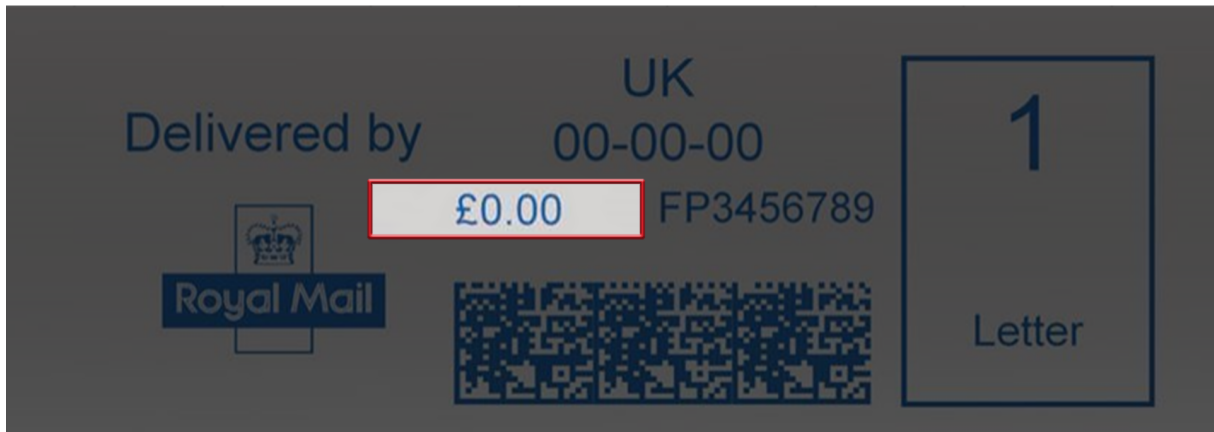 UK
Delivered by
00-00-00
£0.00 FP3456789
1
Royal Mail
Letter